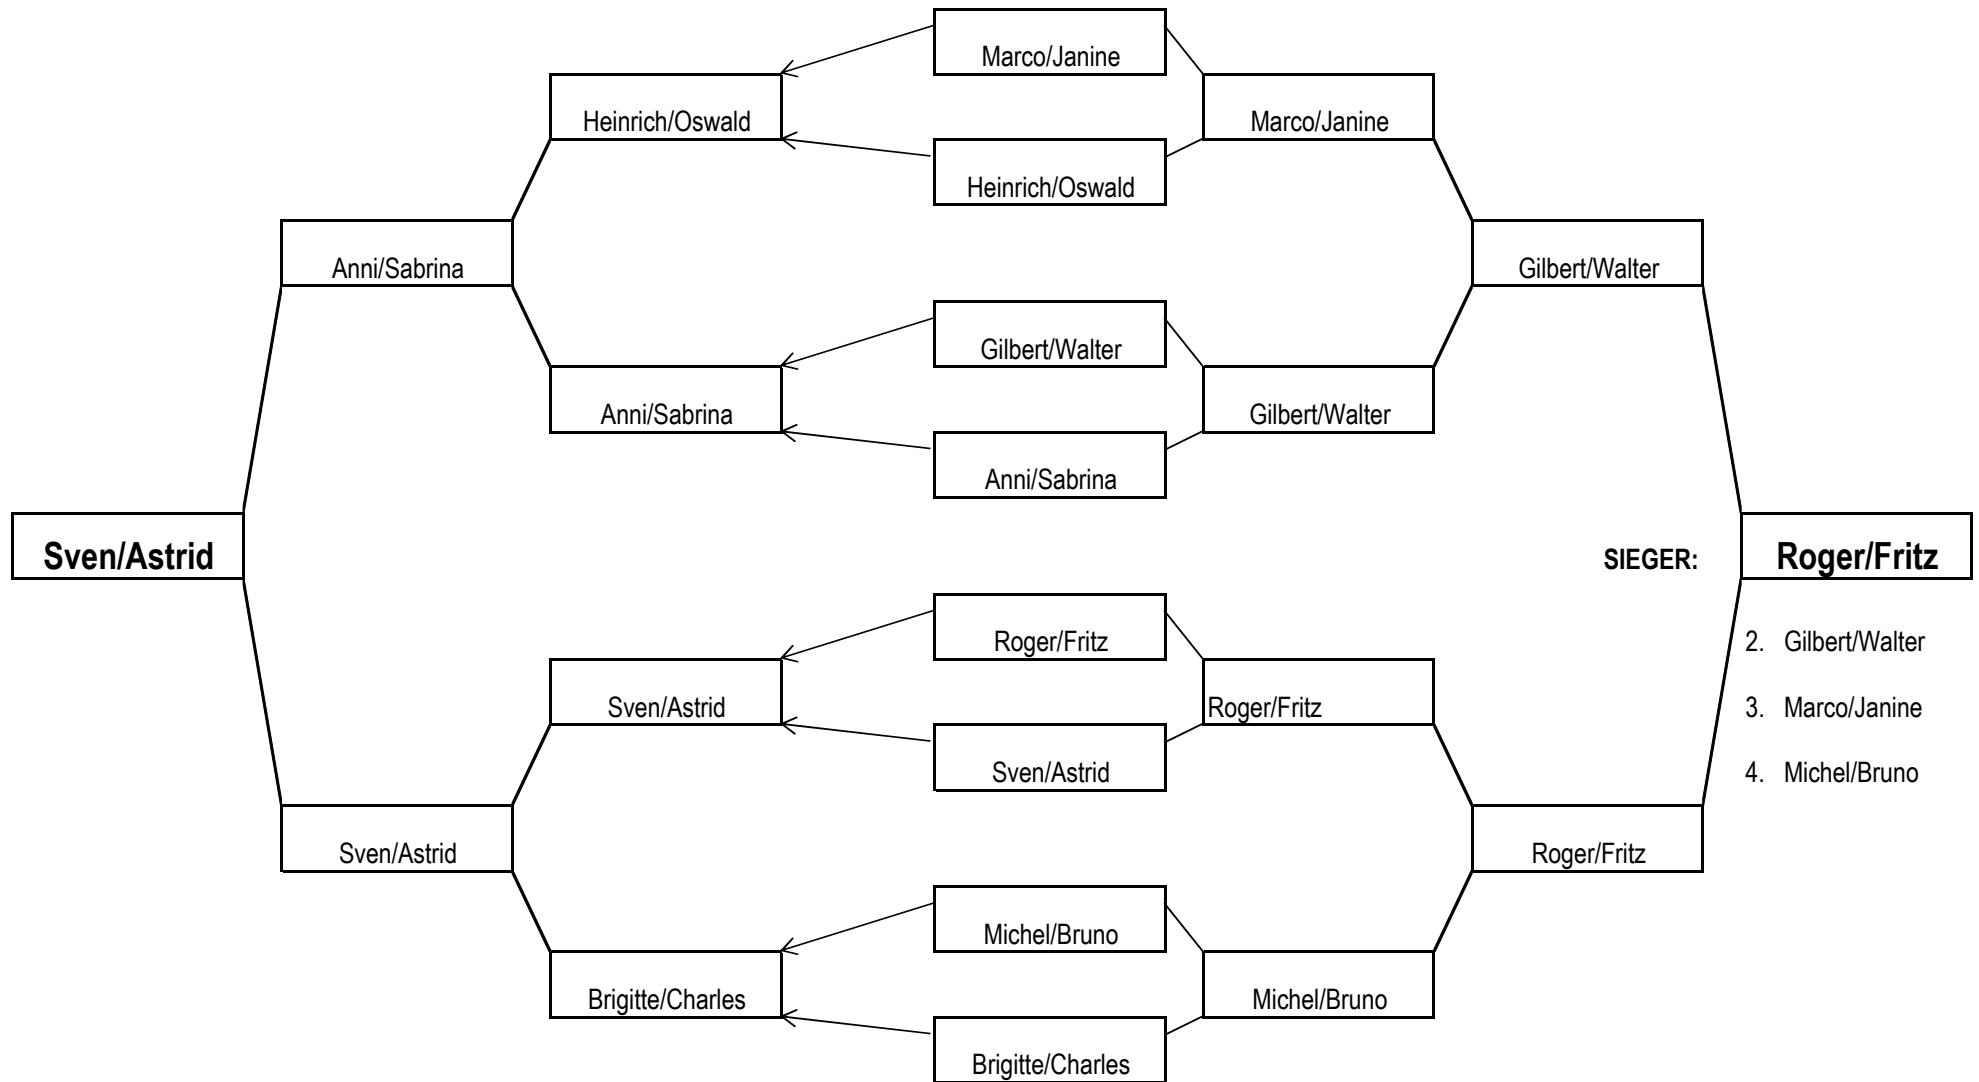 Marco/Janine
Heinrich/Oswald
Marco/Janine
Heinrich/Oswald
Anni/Sabrina
Gilbert/Walter
Gilbert/Walter
Anni/Sabrina
Gilbert/Walter
Anni/Sabrina
Sven/Astrid
SIEGER:
Roger/Fritz
Roger/Fritz
2. Gilbert/Walter
Sven/Astrid
Roger/Fritz
3. Marco/Janine
Sven/Astrid
4. Michel/Bruno
Sven/Astrid
Roger/Fritz
Michel/Bruno
Brigitte/Charles
Michel/Bruno
Brigitte/Charles